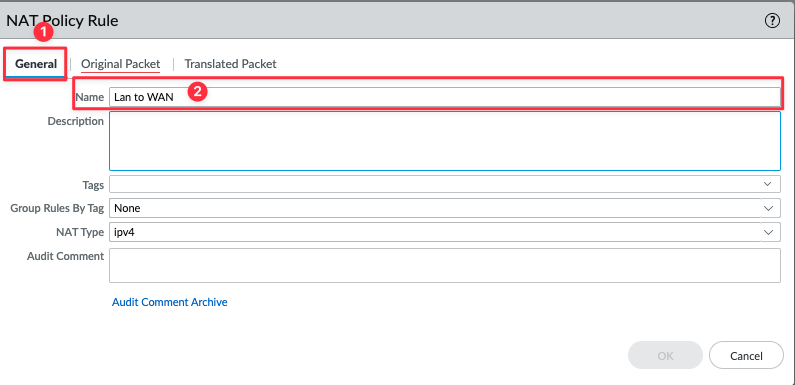 NAT Policy Rule
?
1
General
Original Packet
Translated Packet
Name
Lan to WAN
2
Description
Tags
Group Rules By Tag
None
NAT Type
ipv4
Audit Comment
Audit Comment Archive
OK
Cancel